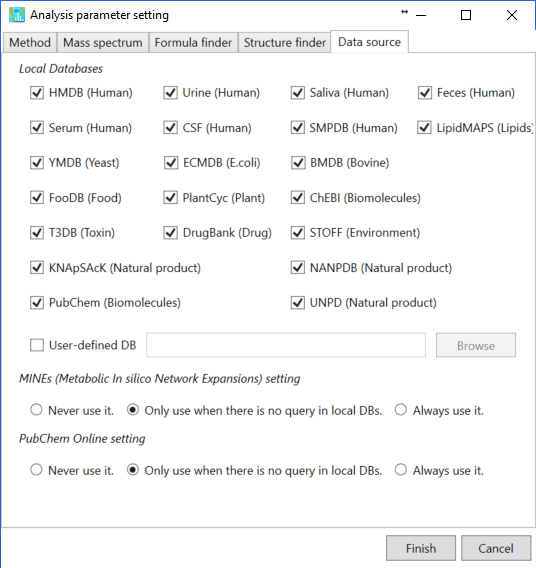 Analysis parameter setting
Method Mass spectrum Formula finder Structure finder Data source
Local Databases
HMDB (Human) Urine (Human) Saliva (Human) Feces (Human)
Serum (Human) CSF (Human) SMPDB (Human) LipidMAPS (Lipids)
YMDB (Yeast) ECMDB (E.coli) BMDB (Bovine)
FooDB (Food) PlantCyc (Plant) ChEBI (Biomolecules)
T3DB (Toxin) DrugBank (Drug) STOFF (Environment)
KNApSAcK (Natural product) NANPDB (Natural product)
PubChem (Biomolecules) UNPD (Natural product)
User-defined DB Browse
MINEs (Metabolic In silico Network Expansions) setting
Never use it. Only use when there is no query in local DBs. Always use it.
PubChem Online setting
Never use it. Only use when there is no query in local DBs. Always use it.
Finish Cancel